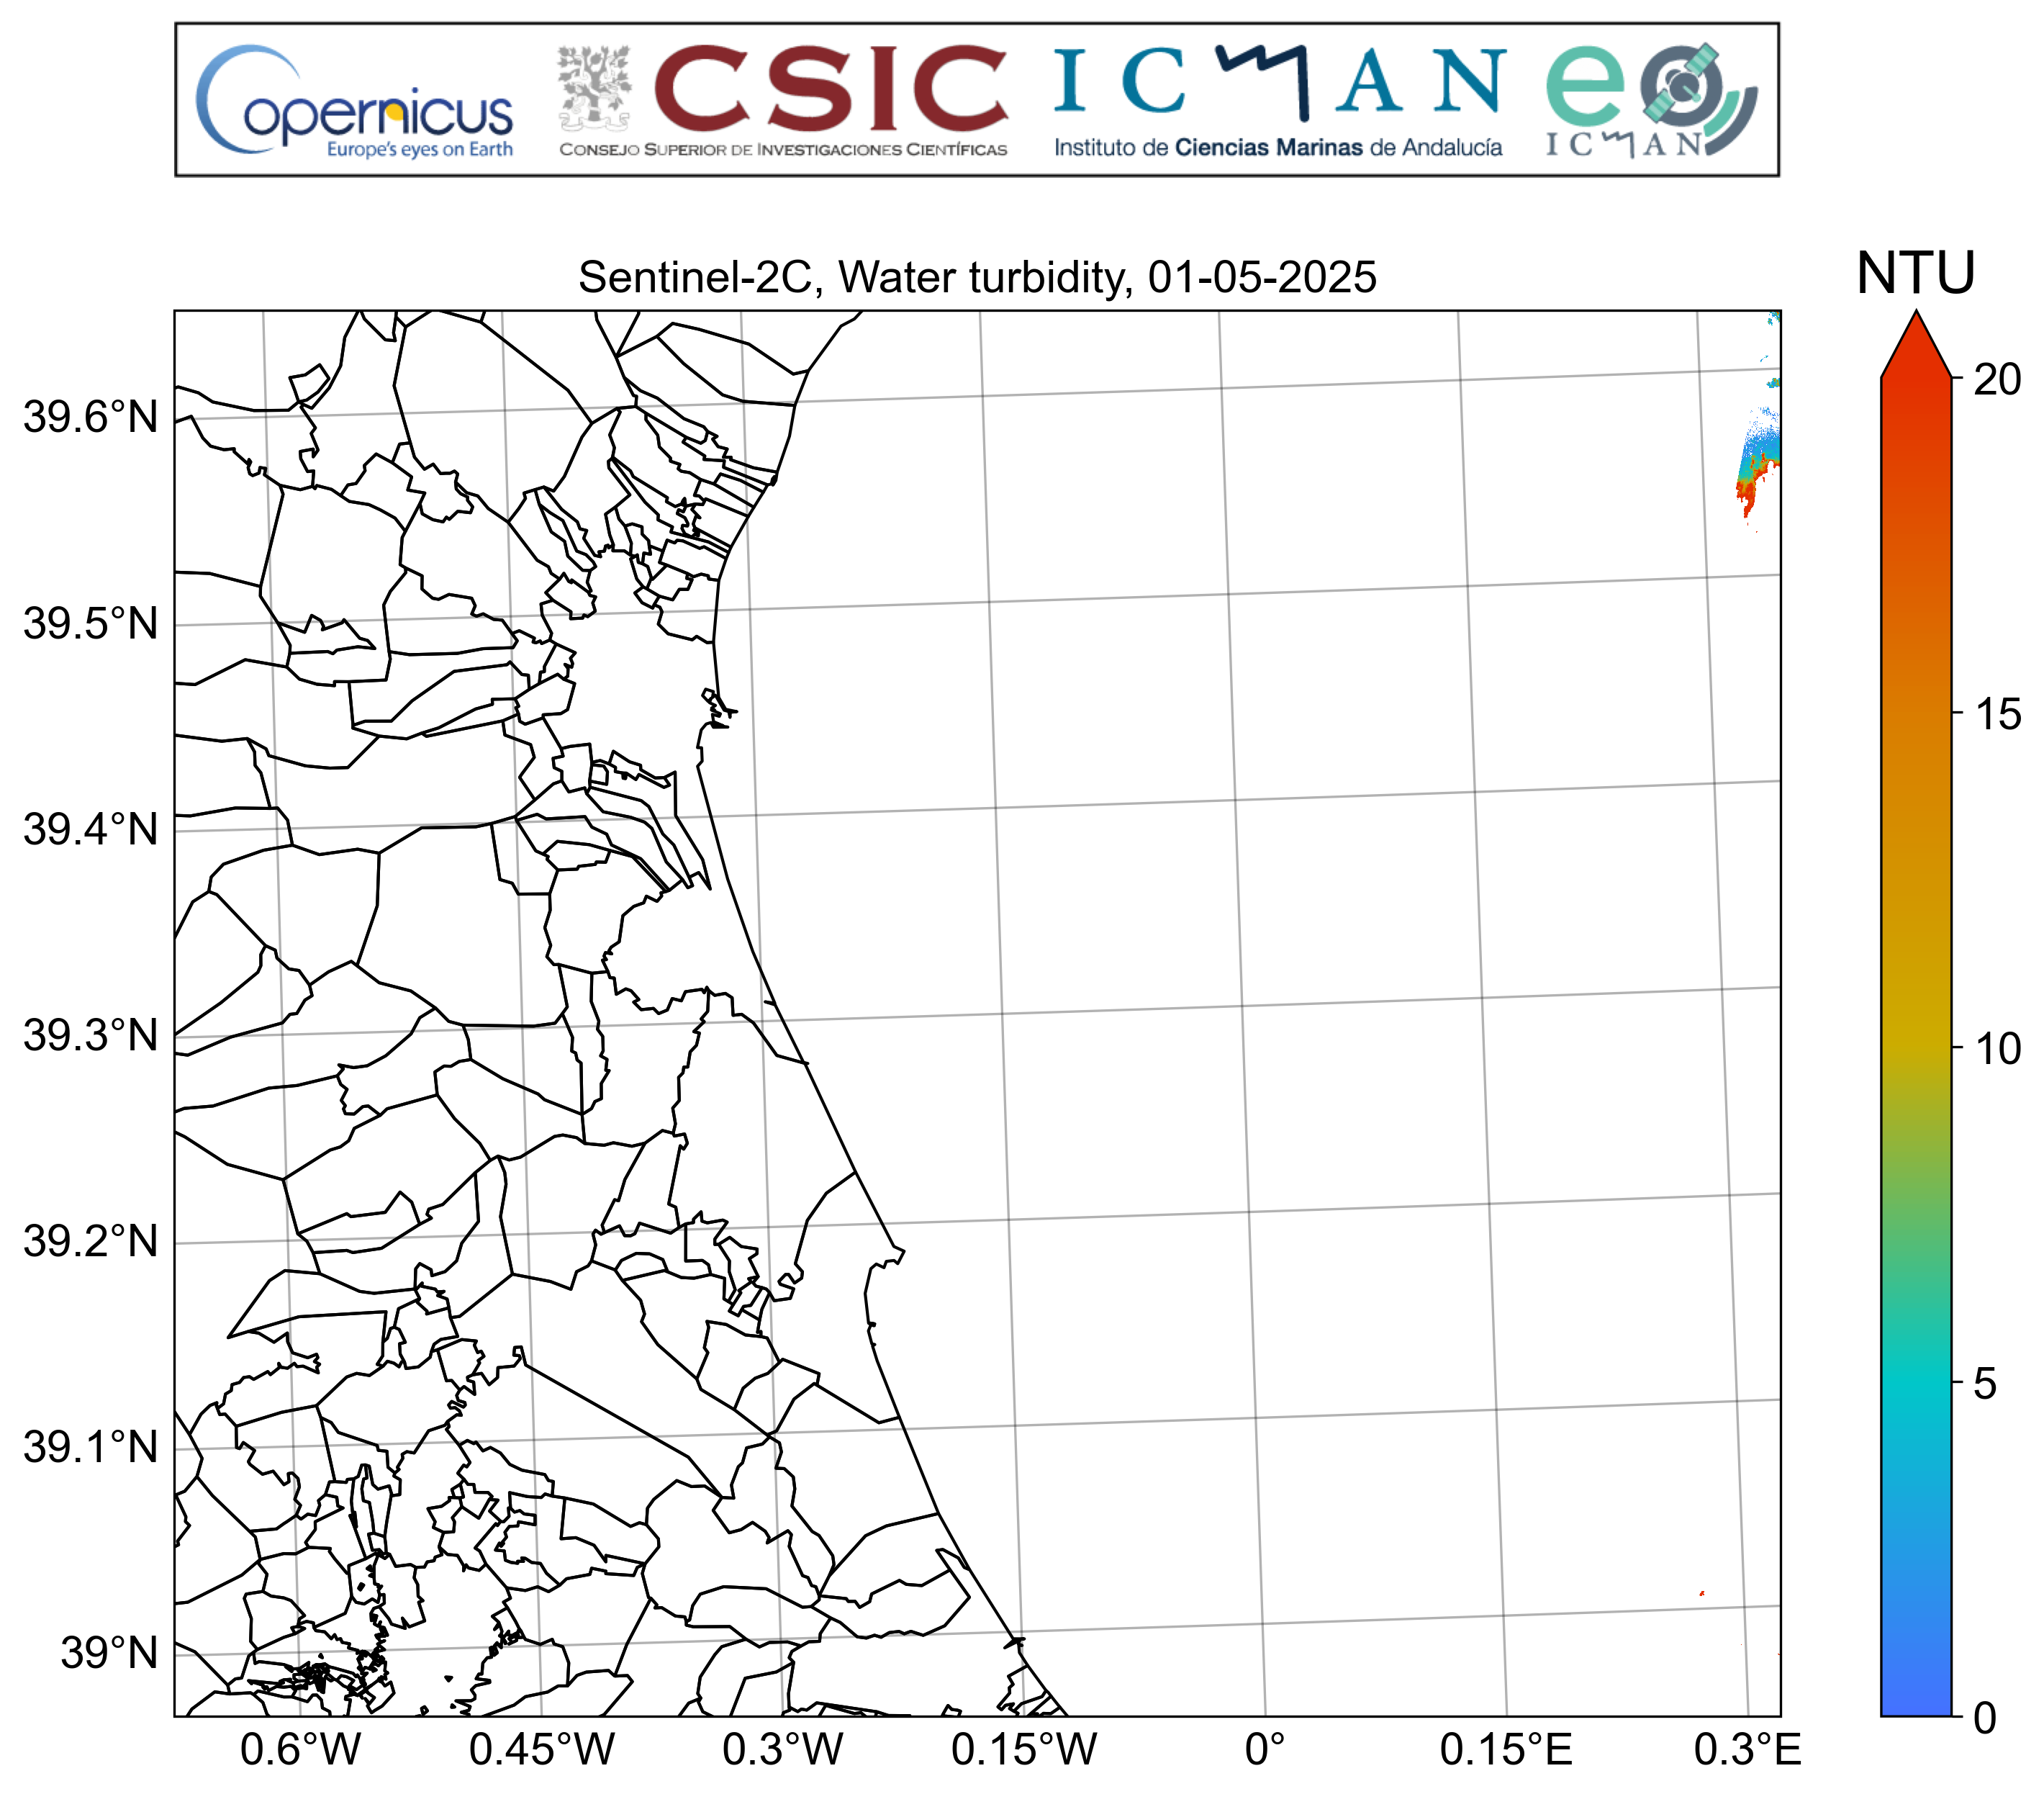 Copernicus
Europe's eyes on Earth
CSIC
CONSEJO SUPERIOR DE INVESTIGACIONES CIENTÍFICAS
ICMAN
Instituto de Ciencias Marinas de Andalucía
eo
ICMAN
Sentinel-2C, Water turbidity, 01-05-2025
NTU
39.6°N
39.5°N
39.4°N
39.3°N
39.2°N
39.1°N
39°N
0.6°W 0.45°W 0.3°W 0.15°W 0° 0.15°E 0.3°E
20
15
10
5
0